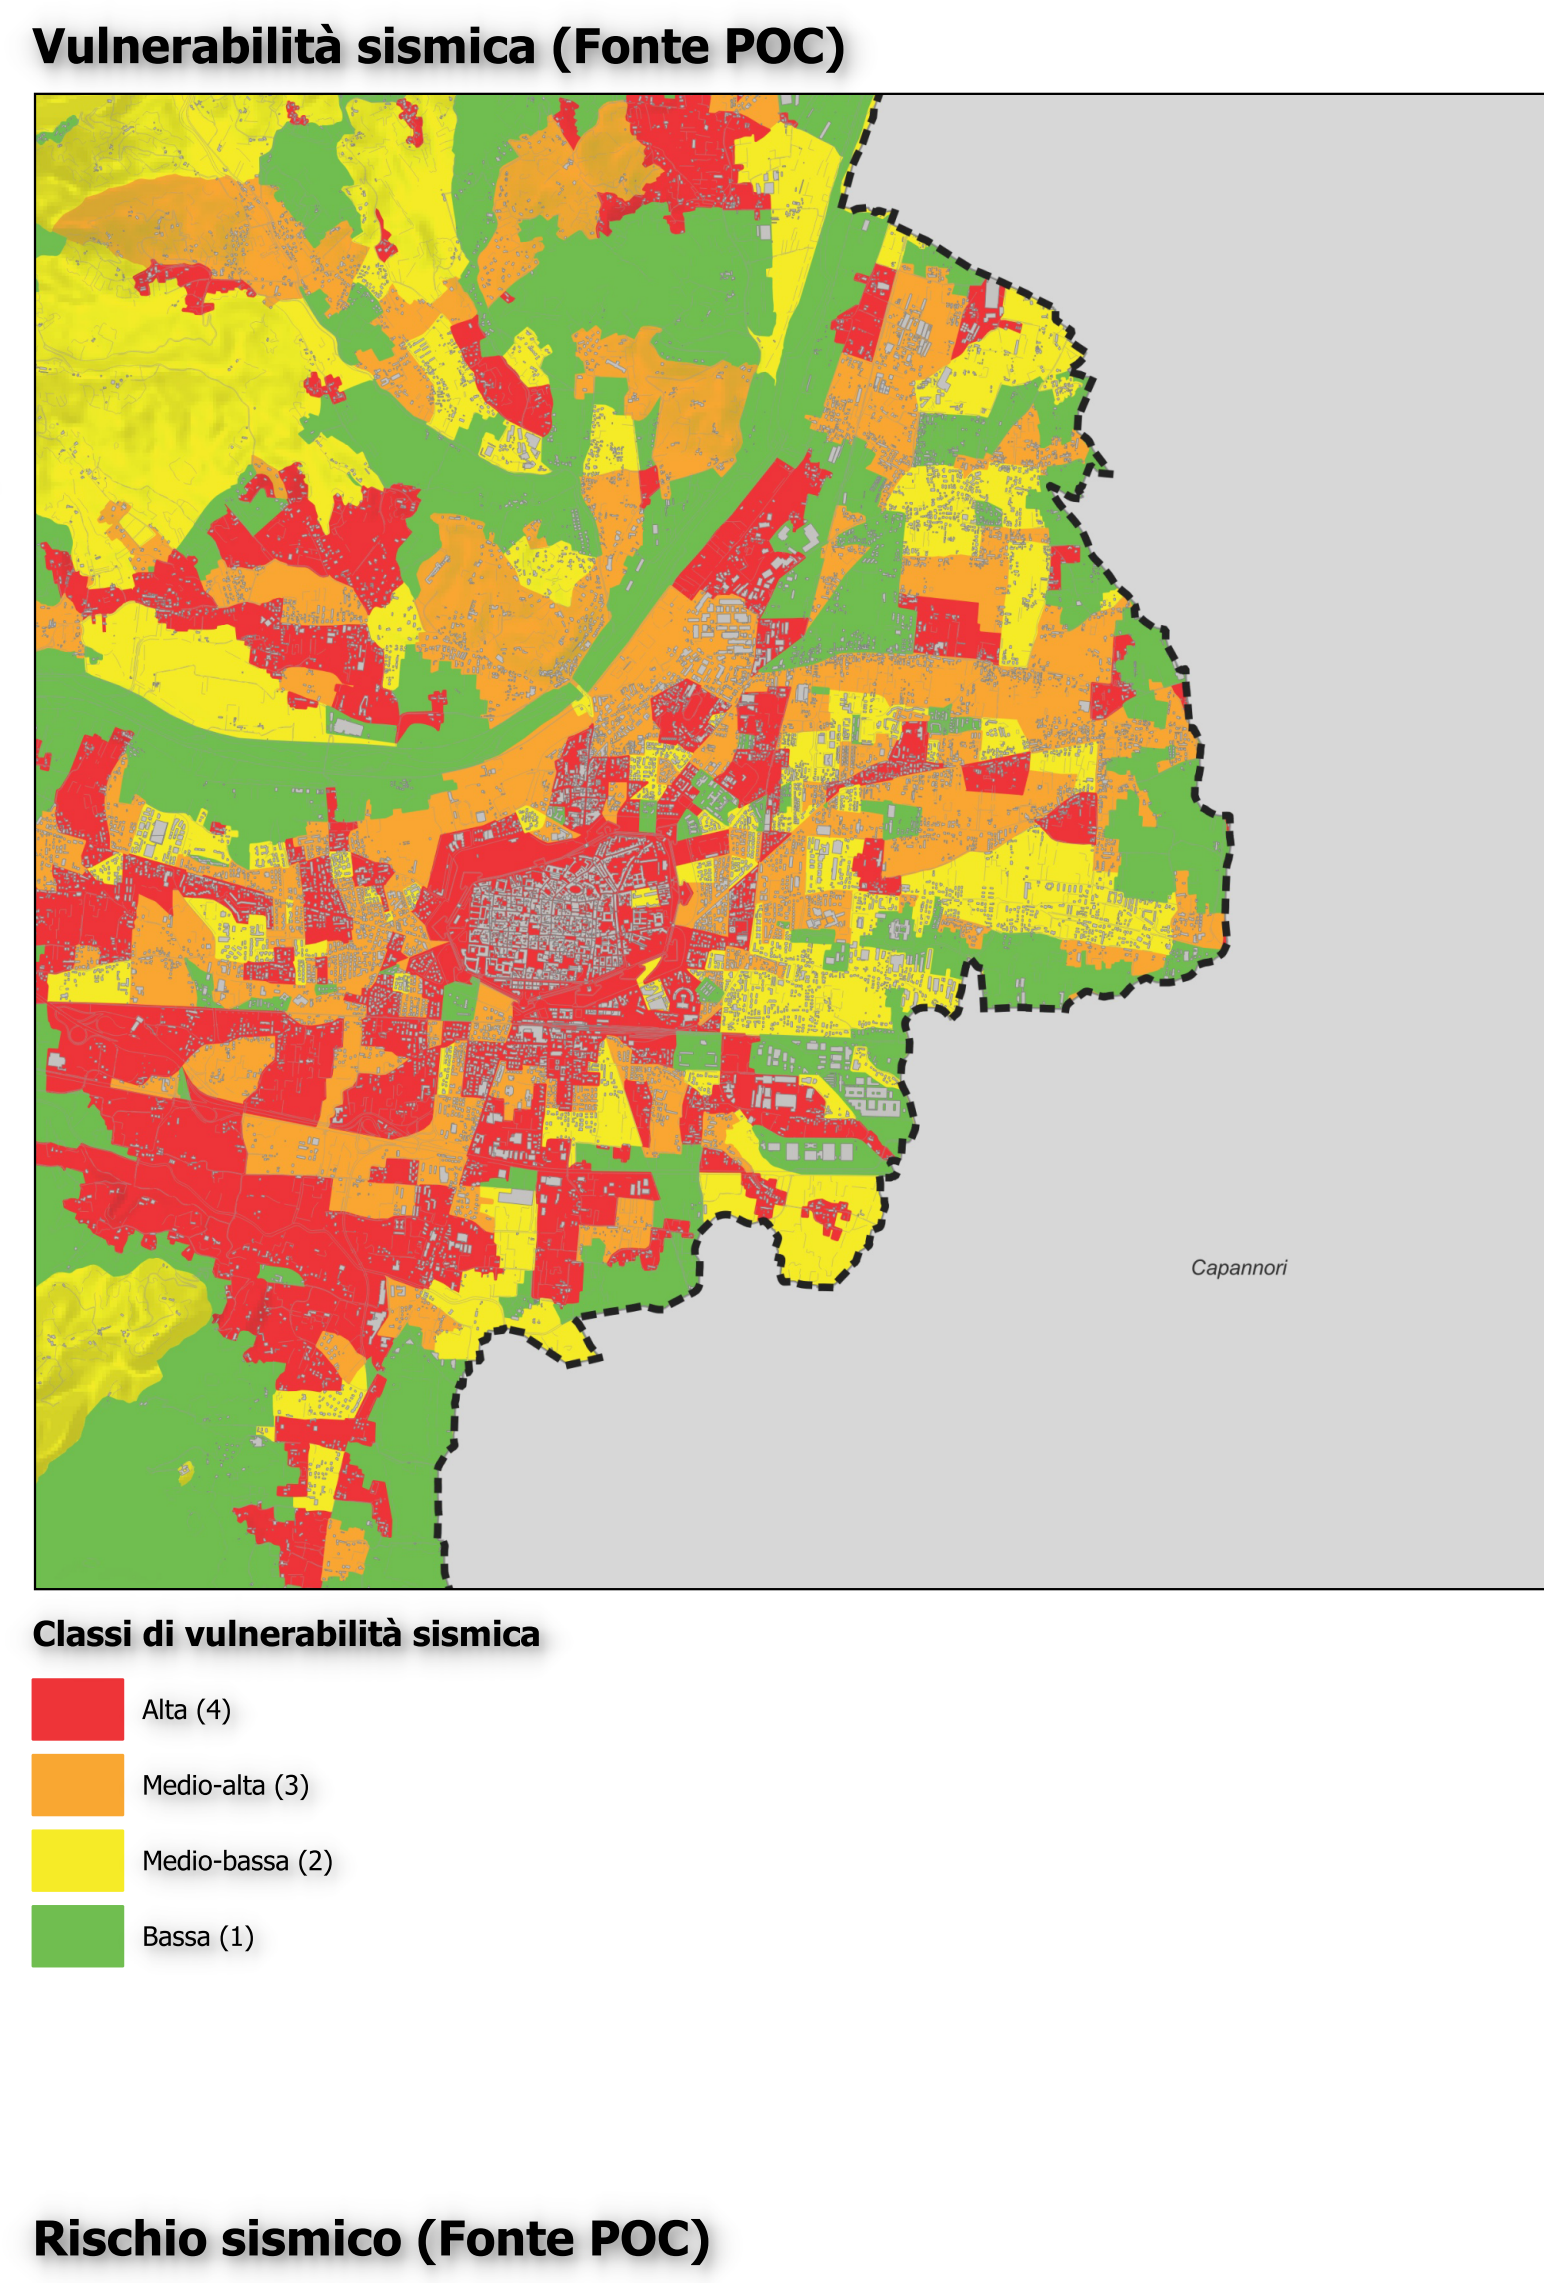 Vulnerabilità sismica (Fonte POC)
Capannori
Classi di vulnerabilità sismica
Alta (4)
Medio-alta (3)
Medio-bassa (2)
Bassa (1)
Rischio sismico (Fonte POC)